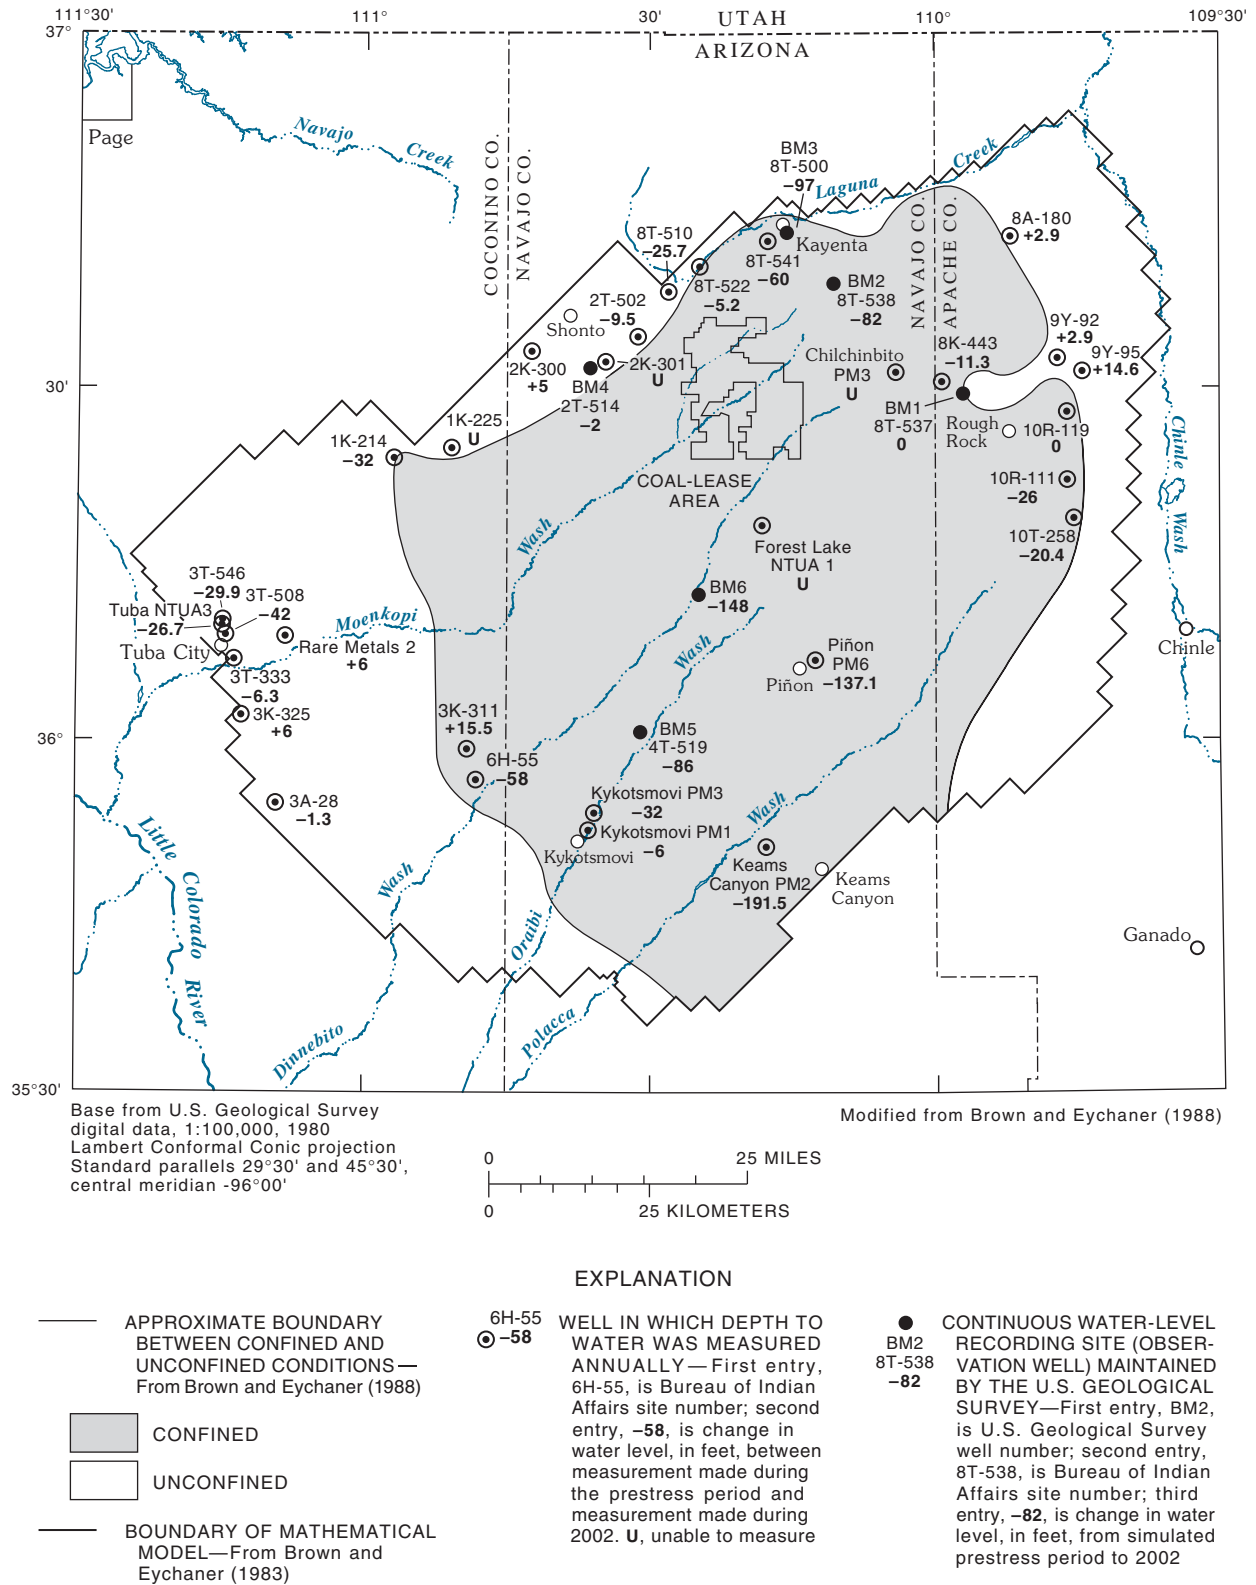 111°30'
111°
30'
UTAH
110°
109°30'
37°
ARIZONA
Page
Navajo
Creek
COCONINO CO.
NAVAJO CO.
BM3
8T-500
−97
Laguna
Creek
Kayenta
NAVAJO CO.
APACHE CO.
8A-180
+2.9
8T-510
−25.7
8T-541
−60
8T-522
−5.2
BM2
8T-538
−82
2T-502
−9.5
Shonto
2K-300
+5
2K-301
U
BM4
2T-514
−2
Chilchinbito
PM3
U
8K-443
−11.3
9Y-92
+2.9
9Y-95
+14.6
30'
BM1
8T-537
0
Rough
Rock
10R-119
0
1K-225
U
1K-214
−32
COAL-LEASE
AREA
10R-111
−26
10T-258
−20.4
Chinle
Wash
Wash
Forest Lake
NTUA 1
U
3T-546
−29.9
3T-508
−42
Tuba NTUA3
−26.7
Tuba City
Moenkopi
Rare Metals 2
+6
BM6
−148
Wash
Piñon
PM6
−137.1
Piñon
Chinle
3T-333
−6.3
3K-325
+6
3K-311
+15.5
BM5
4T-519
−86
36°
6H-55
−58
3A-28
−1.3
Kykotsmovi PM3
−32
Kykotsmovi PM1
−6
Kykotsmovi
Wash
Keams
Canyon PM2
−191.5
Keams
Canyon
Little
Colorado
River
Wash
Oraibi
Ganado
Dinnebito
Polacca
35°30'
Base from U.S. Geological Survey
digital data, 1:100,000, 1980
Lambert Conformal Conic projection
Standard parallels 29°30' and 45°30',
central meridian -96°00'
Modified from Brown and Eychaner (1988)
0
25 MILES
0
25 KILOMETERS
EXPLANATION
APPROXIMATE BOUNDARY
BETWEEN CONFINED AND
UNCONFINED CONDITIONS—
From Brown and Eychaner (1988)
CONFINED
UNCONFINED
BOUNDARY OF MATHEMATICAL
MODEL—From Brown and
Eychaner (1983)
6H-55
−58
WELL IN WHICH DEPTH TO
WATER WAS MEASURED
ANNUALLY—First entry,
6H-55, is Bureau of Indian
Affairs site number; second
entry, −58, is change in
water level, in feet, between
measurement made during
the prestress period and
measurement made during
2002. U, unable to measure
BM2
8T-538
−82
CONTINUOUS WATER-LEVEL
RECORDING SITE (OBSER-
VATION WELL) MAINTAINED
BY THE U.S. GEOLOGICAL
SURVEY—First entry, BM2,
is U.S. Geological Survey
well number; second entry,
8T-538, is Bureau of Indian
Affairs site number; third
entry, −82, is change in water
level, in feet, from simulated
prestress period to 2002